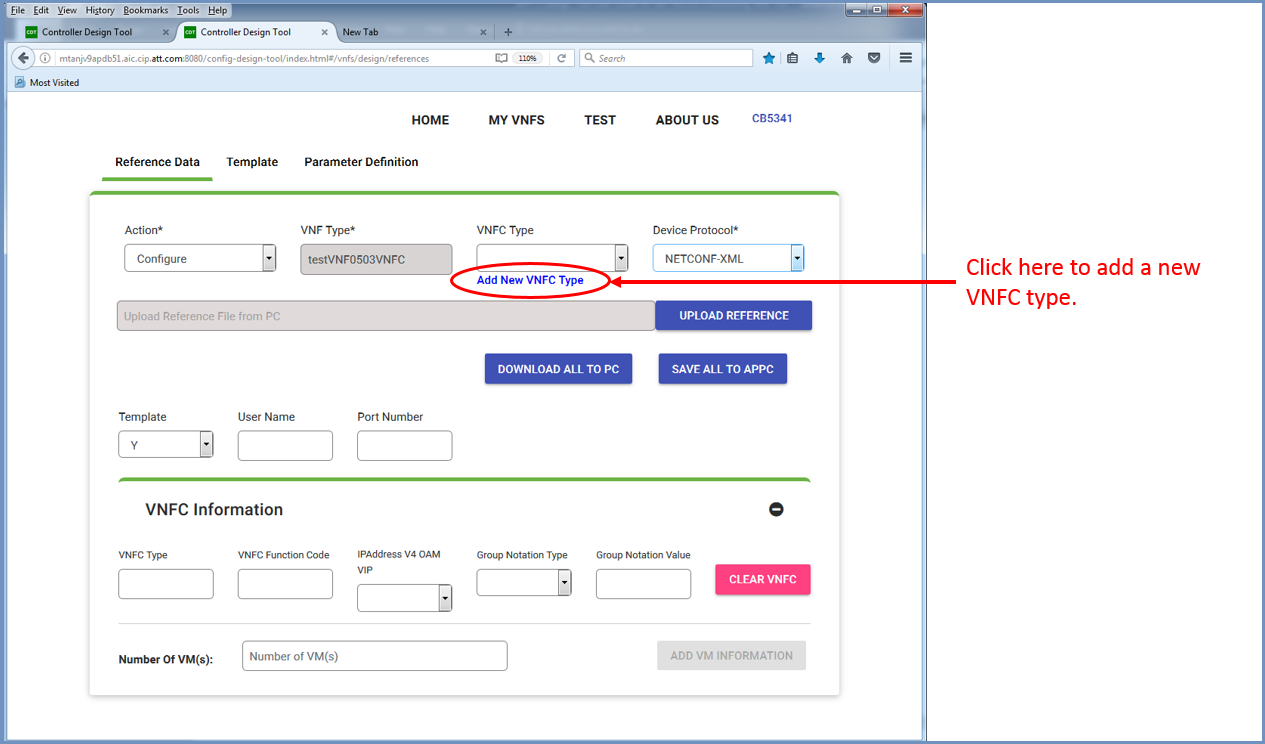 File Edit View History Bookmarks Tools Help
CDT Controller Design Tool
CDT Controller Design Tool
New Tab
mtanjv9apdb51.aic.cip.att.com:8080/config-design-tool/index.html#/vnfs/design/references
110%
Search
Most Visited
HOME MY VNFS TEST ABOUT US CB5341
Reference Data Template Parameter Definition
Action* VNF Type* VNFC Type Device Protocol*
Configure testVNF0503VNFC NETCONF-XML
Add New VNFC Type
Click here to add a new
VNFC type.
Upload Reference File from PC UPLOAD REFERENCE
DOWNLOAD ALL TO PC SAVE ALL TO APPC
Template User Name Port Number
Y
VNFC Information
VNFC Type VNFC Function Code IPAddress V4 OAM VIP Group Notation Type Group Notation Value
CLEAR VNFC
Number Of VM(s): Number of VM(s) ADD VM INFORMATION